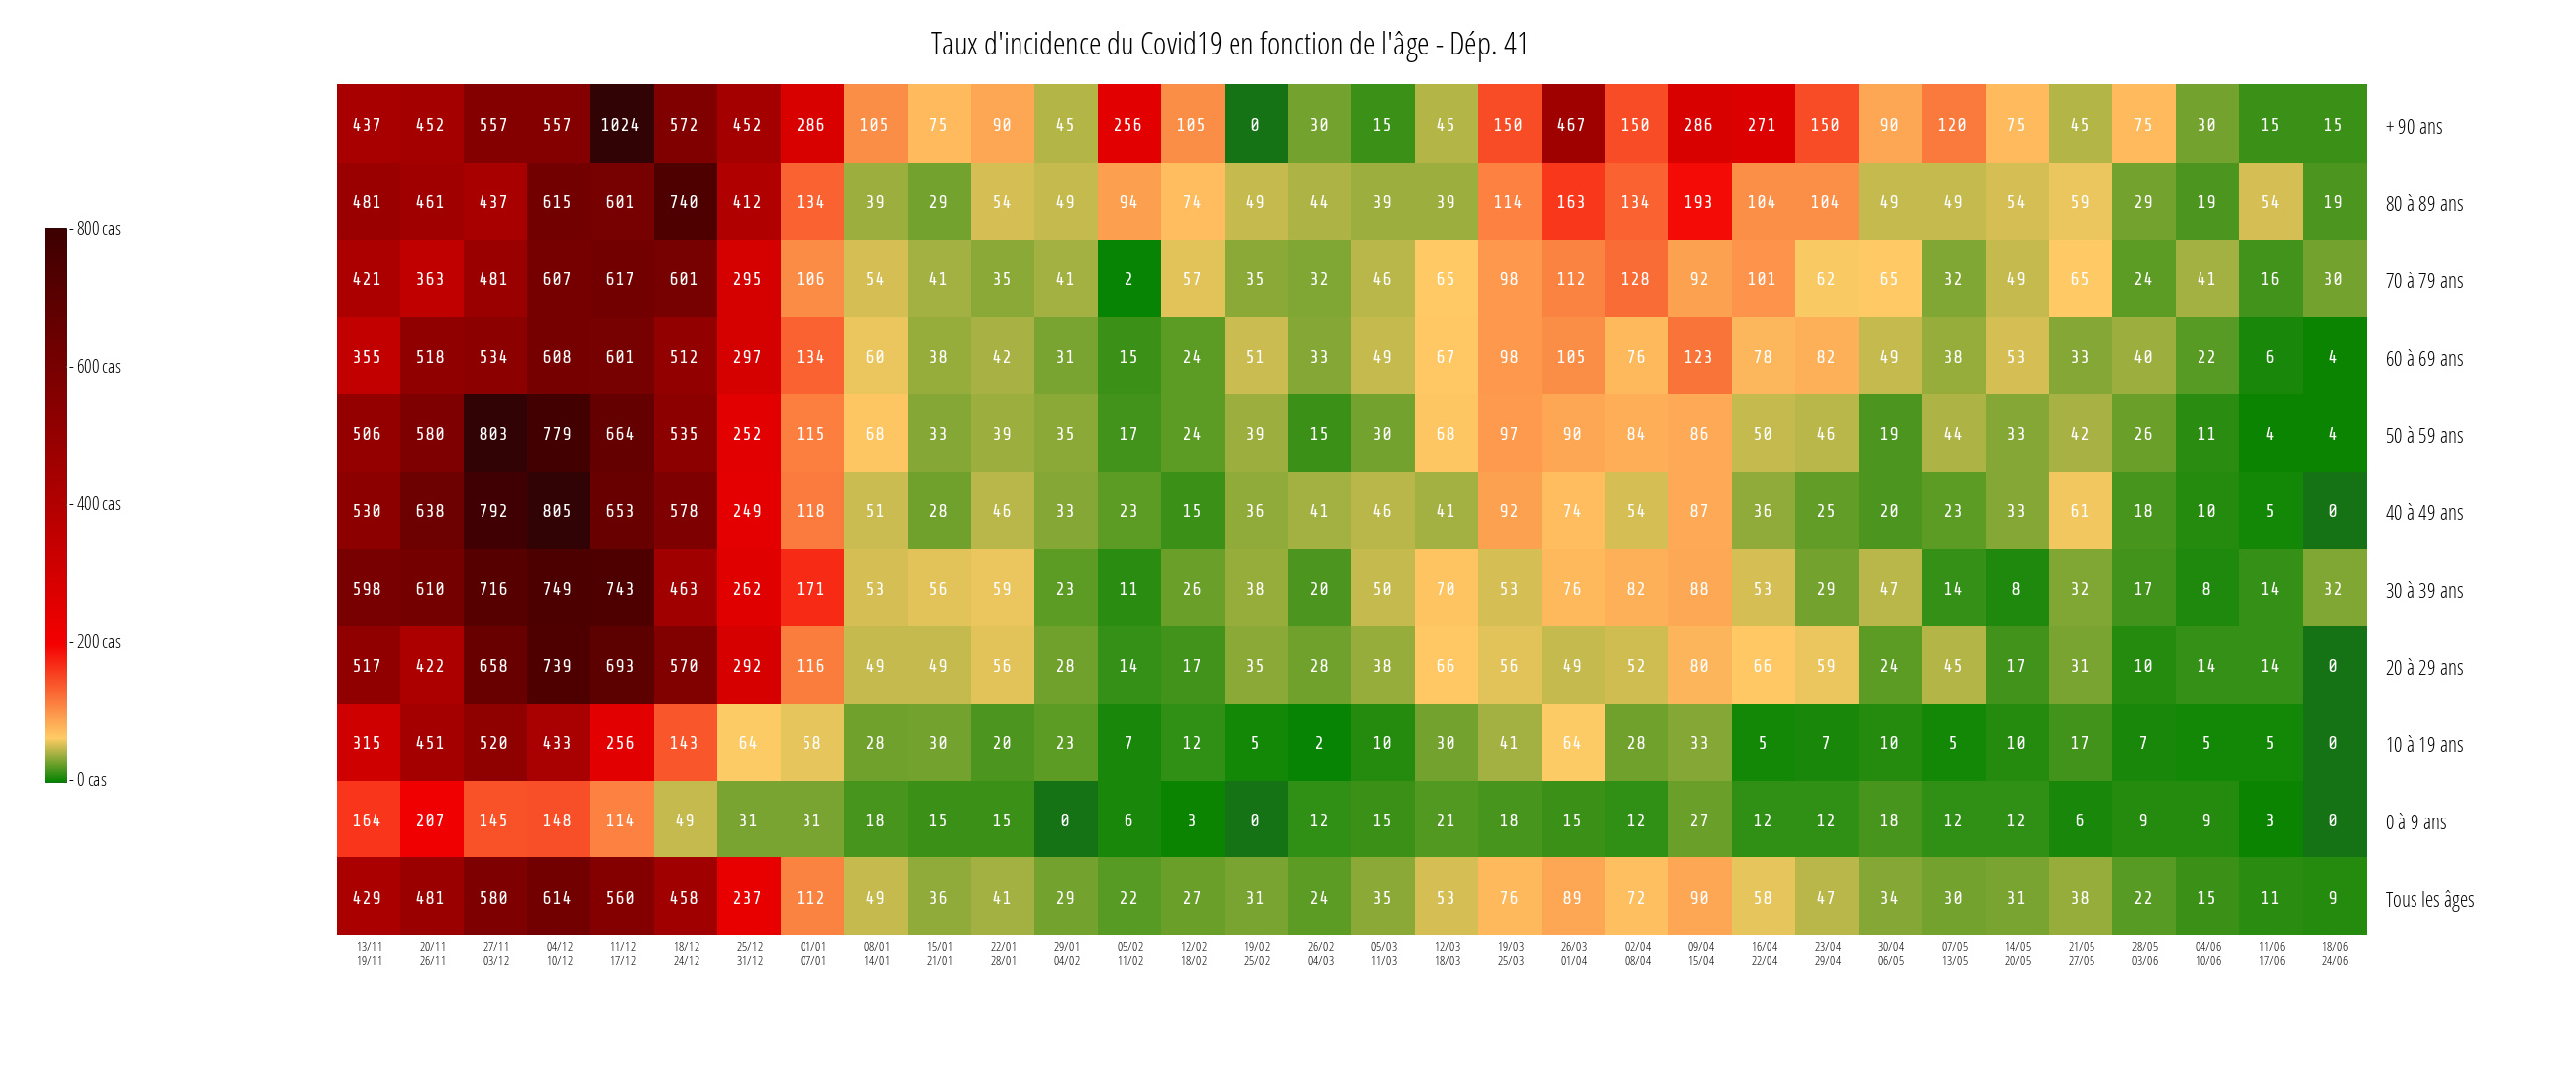 Taux d'incidence du Covid19 en fonction de l'âge - Dép. 41
437 452 557 557 1024 572 452 286 105 75 90 45 256 105 0 30 15 45 150 467 150 286 271 150 90 120 75 45 75 30 15 15 + 90 ans
481 461 437 615 601 740 412 134 39 29 54 49 94 74 49 44 39 39 114 163 134 193 104 104 49 49 54 59 29 19 54 19 80 à 89 ans
- 800 cas
421 363 481 607 617 601 295 106 54 41 35 41 2 57 35 32 46 65 98 112 128 92 101 62 65 32 49 65 24 41 16 30 70 à 79 ans
355 518 534 608 601 512 297 134 60 38 42 31 15 24 51 33 49 67 98 105 76 123 78 82 49 38 53 33 40 22 6 4 60 à 69 ans
- 600 cas
506 580 803 779 664 535 252 115 68 33 39 35 17 24 39 15 30 68 97 90 84 86 50 46 19 44 33 42 26 11 4 4 50 à 59 ans
- 400 cas
530 638 792 805 653 578 249 118 51 28 46 33 23 15 36 41 46 41 92 74 54 87 36 25 20 23 33 61 18 10 5 0 40 à 49 ans
598 610 716 749 743 463 262 171 53 56 59 23 11 26 38 20 50 70 53 76 82 88 53 29 47 14 8 32 17 8 14 32 30 à 39 ans
- 200 cas
517 422 658 739 693 570 292 116 49 49 56 28 14 17 35 28 38 66 56 49 52 80 66 59 24 45 17 31 10 14 14 0 20 à 29 ans
315 451 520 433 256 143 64 58 28 30 20 23 7 12 5 2 10 30 41 64 28 33 5 7 10 5 10 17 7 5 5 0 10 à 19 ans
- 0 cas
164 207 145 148 114 49 31 31 18 15 15 0 6 3 0 12 15 21 18 15 12 27 12 12 18 12 12 6 9 9 3 0 0 à 9 ans
429 481 580 614 560 458 237 112 49 36 41 29 22 27 31 24 35 53 76 89 72 90 58 47 34 30 31 38 22 15 11 9 Tous les âges
13/11 20/11 27/11 04/12 11/12 18/12 25/12 01/01 08/01 15/01 22/01 29/01 05/02 12/02 19/02 26/02 05/03 12/03 19/03 26/03 02/04 09/04 16/04 23/04 30/04 07/05 14/05 21/05 28/05 04/06 11/06 18/06
19/11 26/11 03/12 10/12 17/12 24/12 31/12 07/01 14/01 21/01 28/01 04/02 11/02 18/02 25/02 04/03 11/03 18/03 25/03 01/04 08/04 15/04 22/04 29/04 06/05 13/05 20/05 27/05 03/06 10/06 17/06 24/06